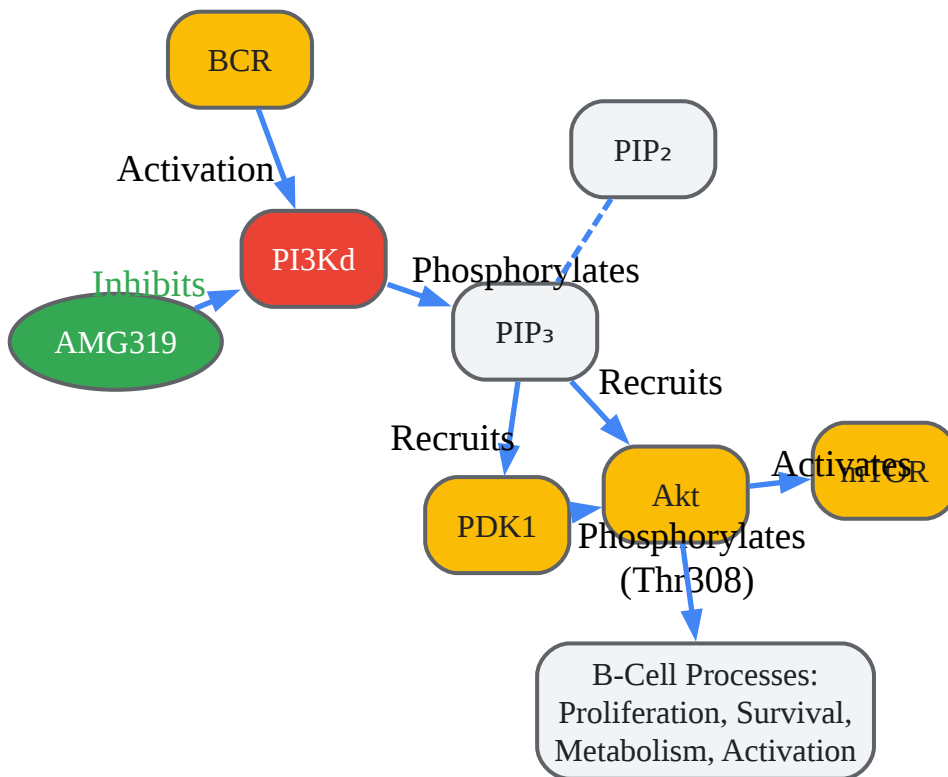 BCR
PIP₂
Activation
PI3Kd
Phosphorylates
Inhibits
AMG319
PIP₃
Recruits
Recruits
Activates
mTOR
Akt
PDK1
Phosphorylates
(Thr308)
B-Cell Processes:
Proliferation, Survival,
Metabolism, Activation